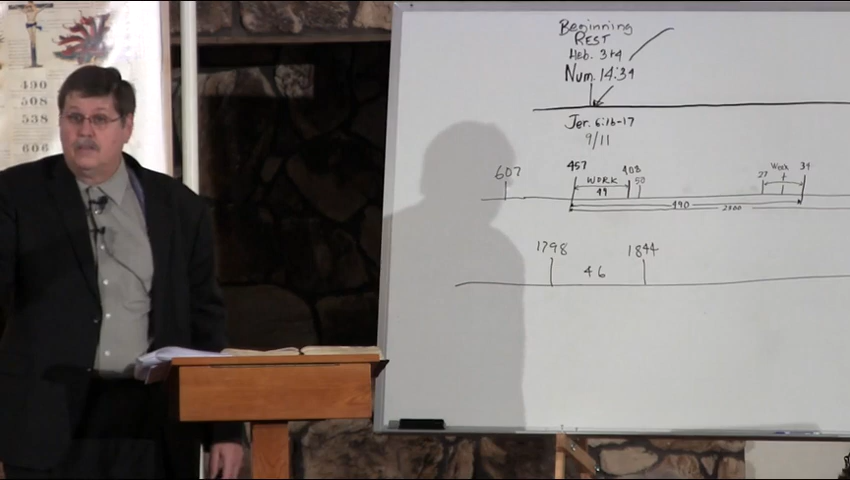 490
508
538
606
Beginning
REST
Heb. 3+4
Num. 14:34
Jer. 6:16-17
9/11
607
457
WORK
49
408
50
27
Week
34
490
2300
1798
46
1844